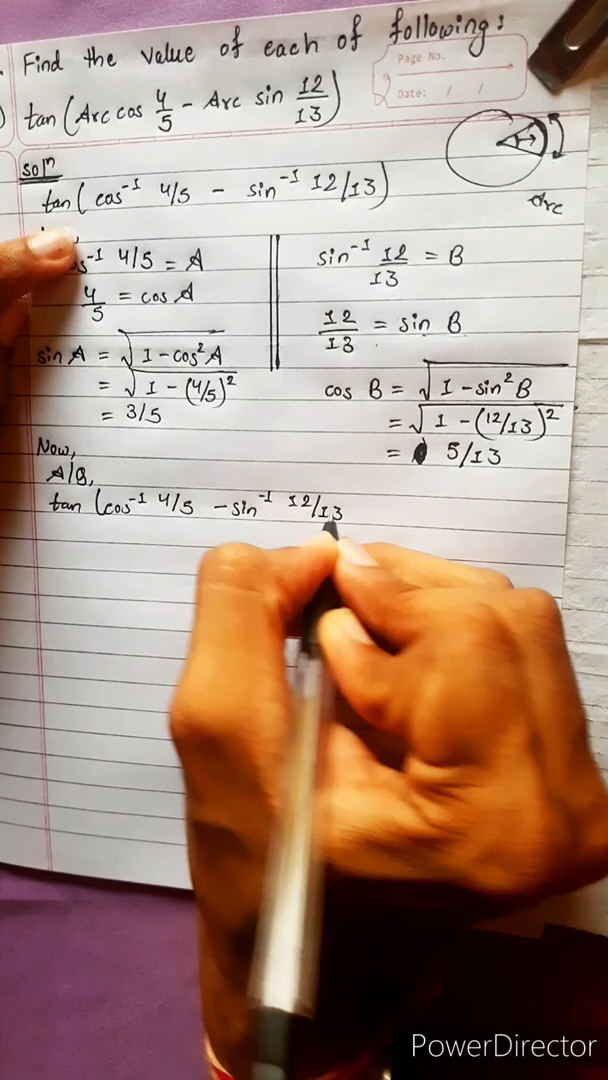 Find the value of each of following:
tan (Arc cos 4/5 - Arc sin 12/13)
Page No.
Date: / /
Soln
tan ( cos⁻¹ 4/5 - sin⁻¹ 12/13)
Arc
os⁻¹ 4/5 = A
4/5 = cos A
sin A = √1-cos²A
= √1-(4/5)²
= 3/5
sin⁻¹ 12/13 = B
12/13 = sin B
cos B = √1-sin²B
= √1-(12/13)²
= 5/13
Now,
A/Q,
tan (cos⁻¹ 4/5 - sin⁻¹ 12/13
PowerDirector